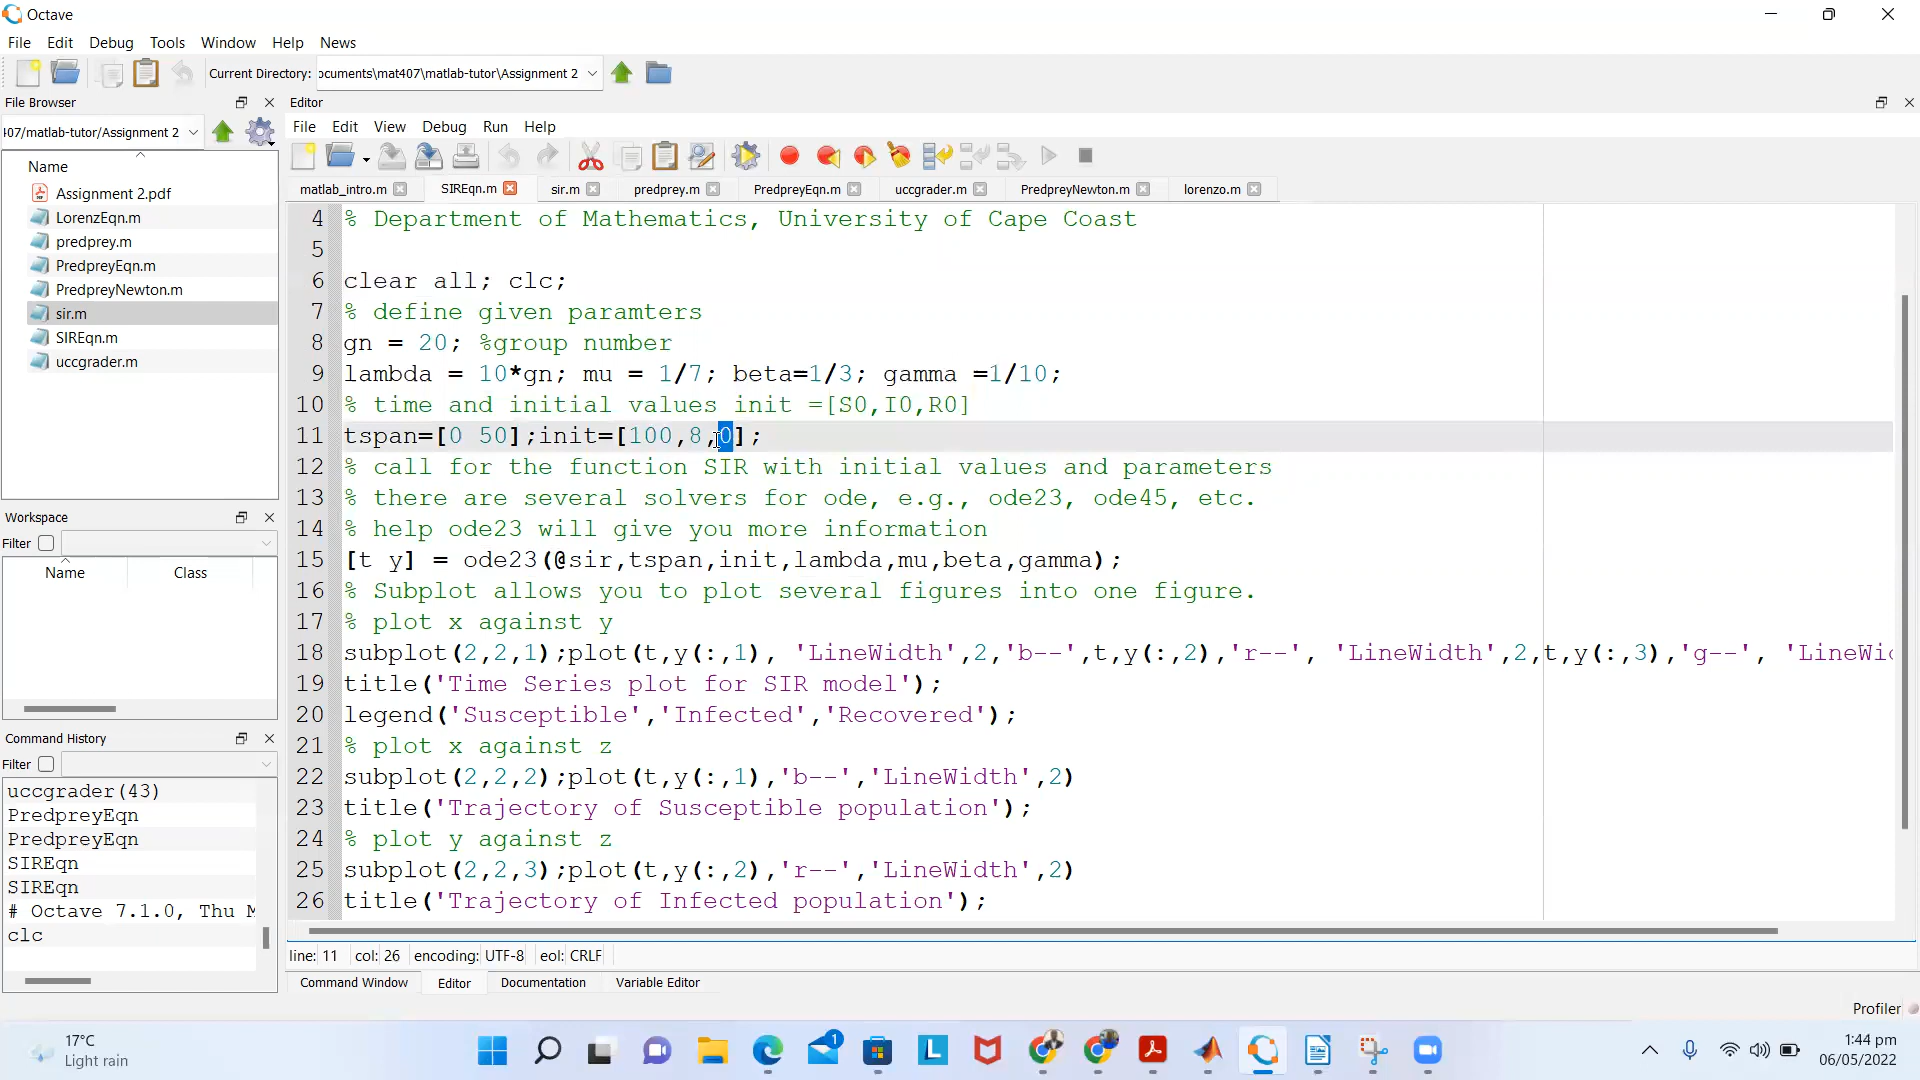 Octave
File Edit Debug Tools Window Help News
Current Directory: ocuments\mat407\matlab-tutor\Assignment 2
File Browser
Editor
File Edit View Debug Run Help
407/matlab-tutor/Assignment 2
Name
Assignment 2.pdf
LorenzEqn.m
predprey.m
PredpreyEqn.m
PredpreyNewton.m
sir.m
SIREqn.m
uccgrader.m
matlab_intro.m SIREqn.m sir.m predprey.m PredpreyEqn.m uccgrader.m PredpreyNewton.m lorenzo.m
4 % Department of Mathematics, University of Cape Coast
5
6 clear all; clc;
7 % define given paramters
8 gn = 20; %group number
9 lambda = 10*gn; mu = 1/7; beta=1/3; gamma =1/10;
10 % time and initial values init =[S0,I0,R0]
11 tspan=[0 50];init=[100,8,0];
12 % call for the function SIR with initial values and parameters
13 % there are several solvers for ode, e.g., ode23, ode45, etc.
14 % help ode23 will give you more information
15 [t y] = ode23(@sir,tspan,init,lambda,mu,beta,gamma);
16 % Subplot allows you to plot several figures into one figure.
17 % plot x against y
18 subplot(2,2,1);plot(t,y(:,1), 'LineWidth',2,'b--',t,y(:,2),'r--', 'LineWidth',2,t,y(:,3),'g--', 'LineWi
19 title('Time Series plot for SIR model');
20 legend('Susceptible','Infected','Recovered');
21 % plot x against z
22 subplot(2,2,2);plot(t,y(:,1),'b--','LineWidth',2)
23 title('Trajectory of Susceptible population');
24 % plot y against z
25 subplot(2,2,3);plot(t,y(:,2),'r--','LineWidth',2)
26 title('Trajectory of Infected population');
Workspace
Filter
Name Class
Command History
Filter
uccgrader(43)
PredpreyEqn
PredpreyEqn
SIREqn
SIREqn
# Octave 7.1.0, Thu M
clc
line: 11 col: 26 encoding: UTF-8 eol: CRLF
Command Window Editor Documentation Variable Editor
Profiler
17°C
Light rain
1
L
1:44 pm
06/05/2022